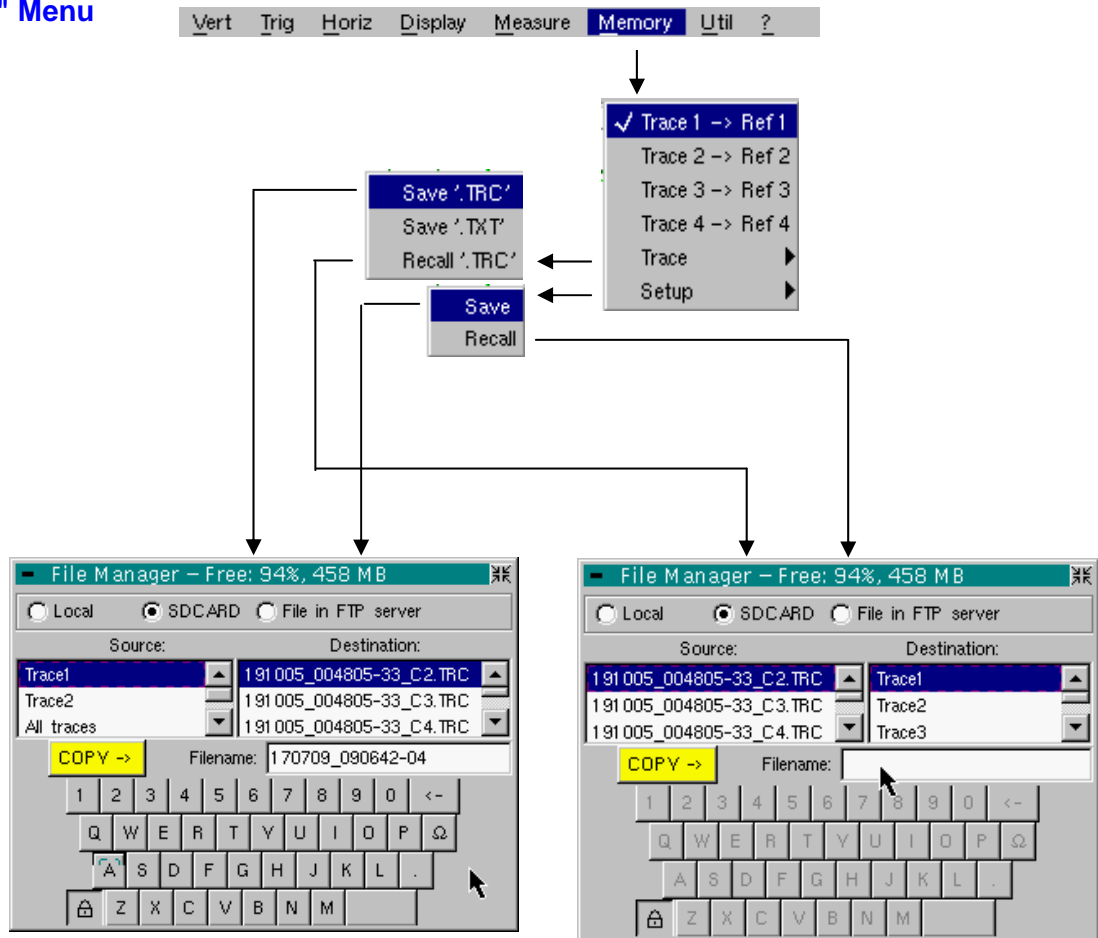 " Menu
Vert Trig Horiz Display Measure Memory Util ?
Trace 1 –> Ref 1
Trace 2 –> Ref 2
Trace 3 –> Ref 3
Trace 4 –> Ref 4
Trace
Setup
Save '.TRC'
Save '.TXT'
Recall '.TRC'
Save
Recall
File Manager – Free: 94%, 458 MB
Local SDCARD File in FTP server
Source: Destination:
Trace1 191005_004805-33_C2.TRC
Trace2 191005_004805-33_C3.TRC
All traces 191005_004805-33_C4.TRC
COPY -> Filename: 170709_090642-04
1 2 3 4 5 6 7 8 9 0 <-
Q W E R T Y U I O P Ω
A S D F G H J K L .
Z X C V B N M
File Manager – Free: 94%, 458 MB
Local SDCARD File in FTP server
Source: Destination:
191005_004805-33_C2.TRC Trace1
191005_004805-33_C3.TRC Trace2
191005_004805-33_C4.TRC Trace3
COPY -> Filename:
1 2 3 4 5 6 7 8 9 0 <-
Q W E R T Y U I O P Ω
A S D F G H J K L .
Z X C V B N M